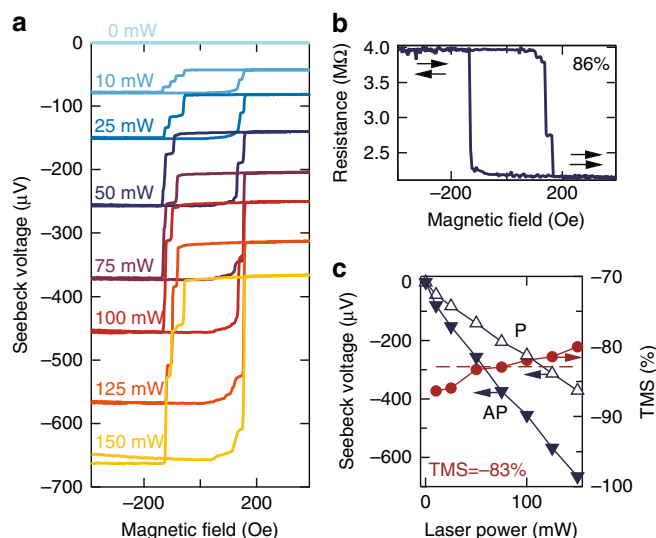 a
0 mW
10 mW
25 mW
50 mW
75 mW
100 mW
125 mW
150 mW
0
−100
−200
−300
−400
−500
−600
−700
Seebeck voltage (μV)
−200
0
200
Magnetic field (Oe)
b
86%
4.0
3.5
3.0
2.5
Resistance (MΩ)
−200
0
200
Magnetic field (Oe)
c
0
−200
−400
−600
Seebeck voltage (μV)
P
AP
TMS=−83%
−70
−80
−90
−100
TMS (%)
0
100
Laser power (mW)